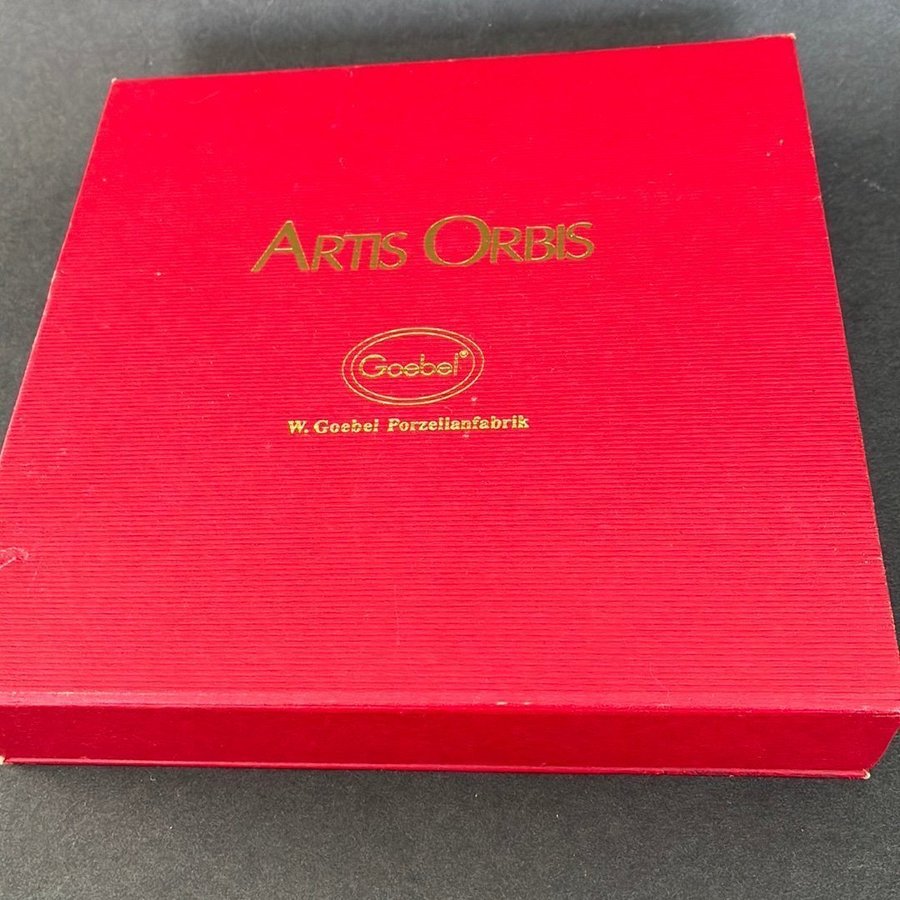 ARTIS ORBIS
Goebel®
W. Goebel Porzellanfabrik